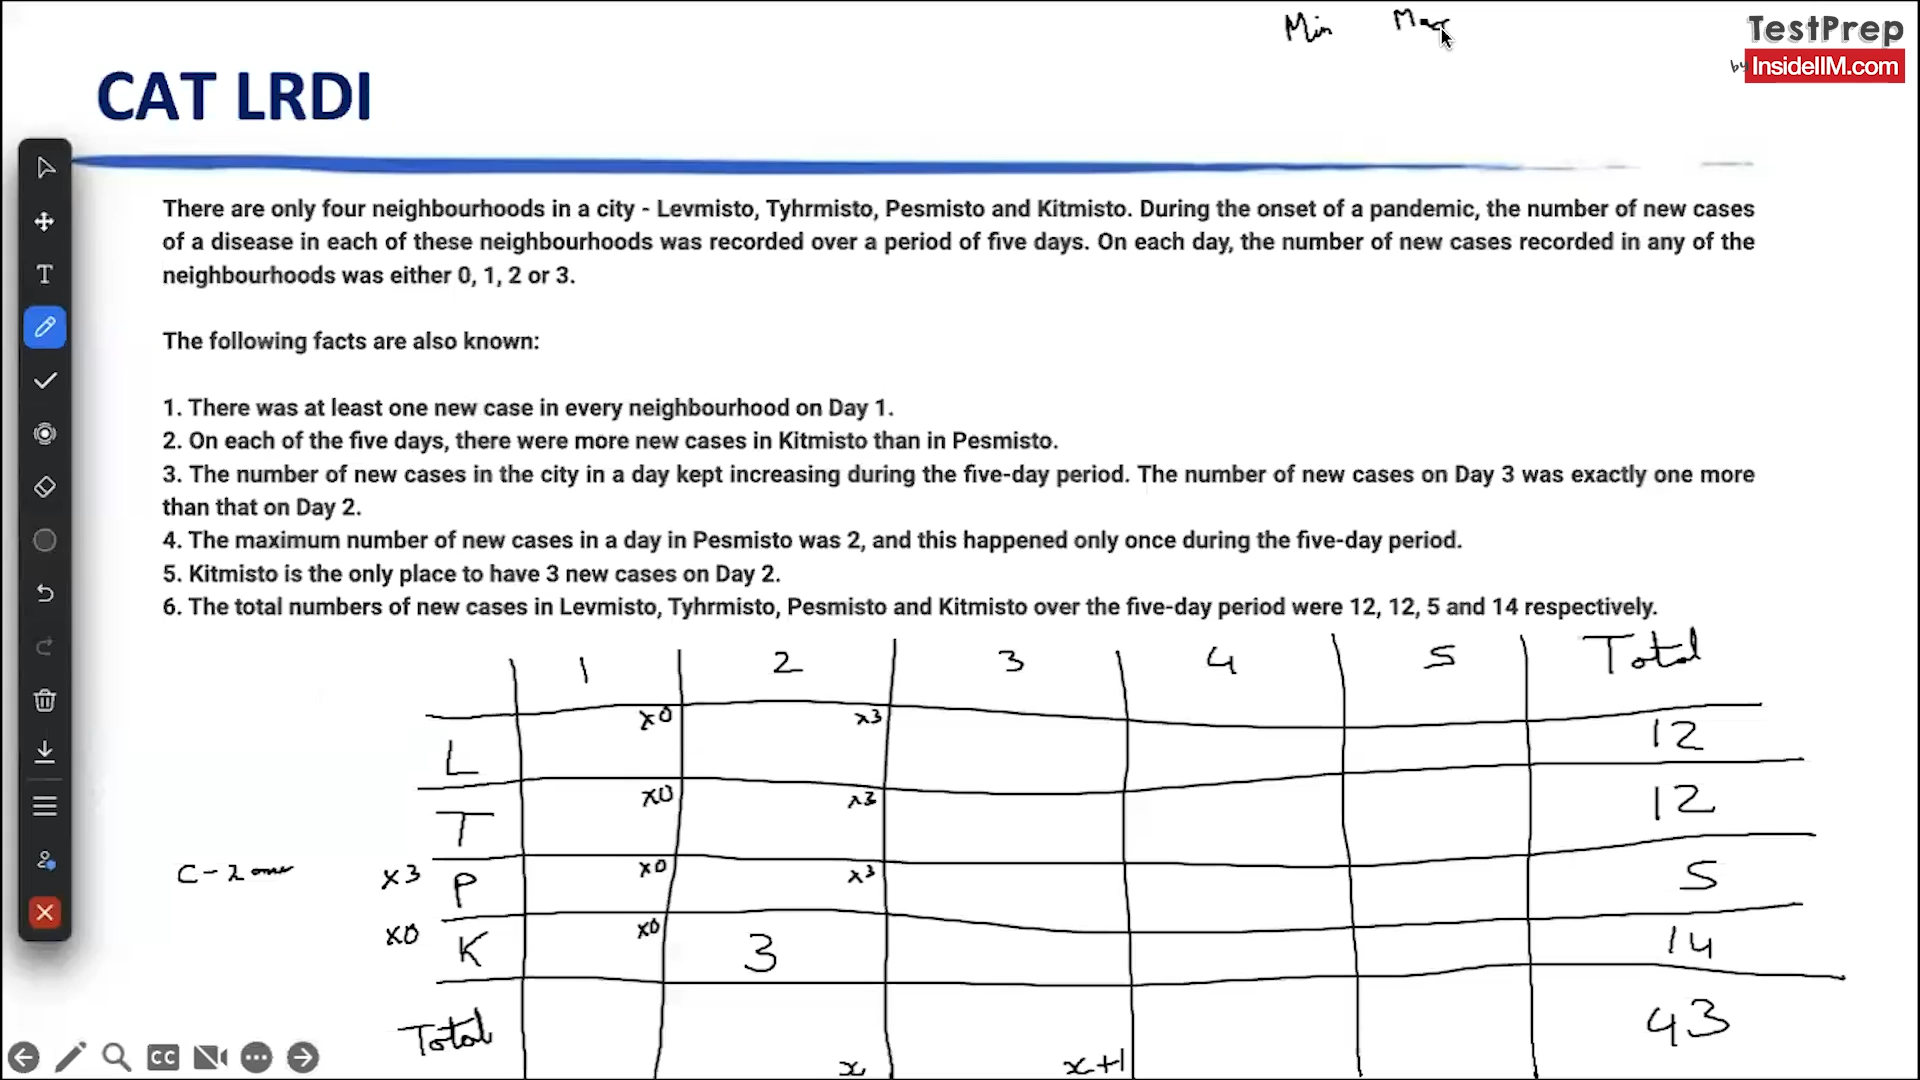 Min Max
TestPrep
by InsideIIM.com
CAT LRDI
There are only four neighbourhoods in a city - Levmisto, Tyhrmisto, Pesmisto and Kitmisto. During the onset of a pandemic, the number of new cases
of a disease in each of these neighbourhoods was recorded over a period of five days. On each day, the number of new cases recorded in any of the
neighbourhoods was either 0, 1, 2 or 3.
The following facts are also known:
1. There was at least one new case in every neighbourhood on Day 1.
2. On each of the five days, there were more new cases in Kitmisto than in Pesmisto.
3. The number of new cases in the city in a day kept increasing during the five-day period. The number of new cases on Day 3 was exactly one more
than that on Day 2.
4. The maximum number of new cases in a day in Pesmisto was 2, and this happened only once during the five-day period.
5. Kitmisto is the only place to have 3 new cases on Day 2.
6. The total numbers of new cases in Levmisto, Tyhrmisto, Pesmisto and Kitmisto over the five-day period were 12, 12, 5 and 14 respectively.
1 2 3 4 5 Total
x0 x3
L 12
x0 x3
T 12
x0 x3
x3 P 5
x0
x0 K 3 14
Total 43
x x+1
T
CC